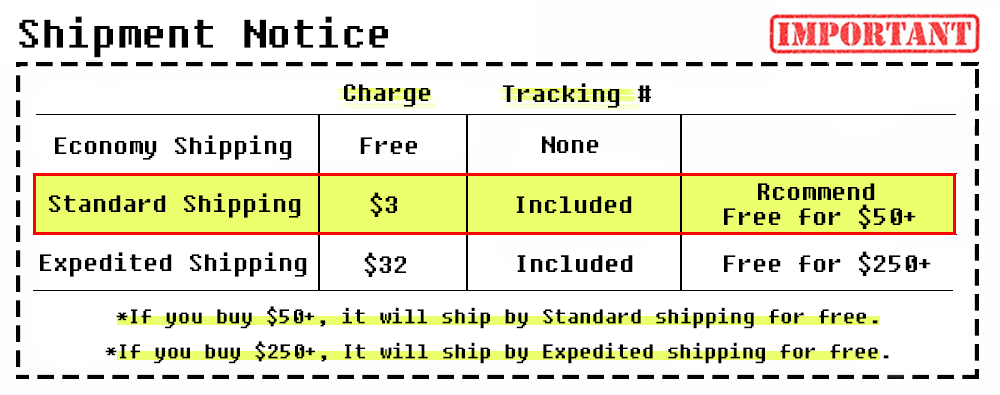 Shipment Notice
IMPORTANT
Charge Tracking #
Economy Shipping Free None
Standard Shipping $3 Included Rcommend
Free for $50+
Expedited Shipping $32 Included Free for $250+
*If you buy $50+, it will ship by Standard shipping for free.
*If you buy $250+, It will ship by Expedited shipping for free.